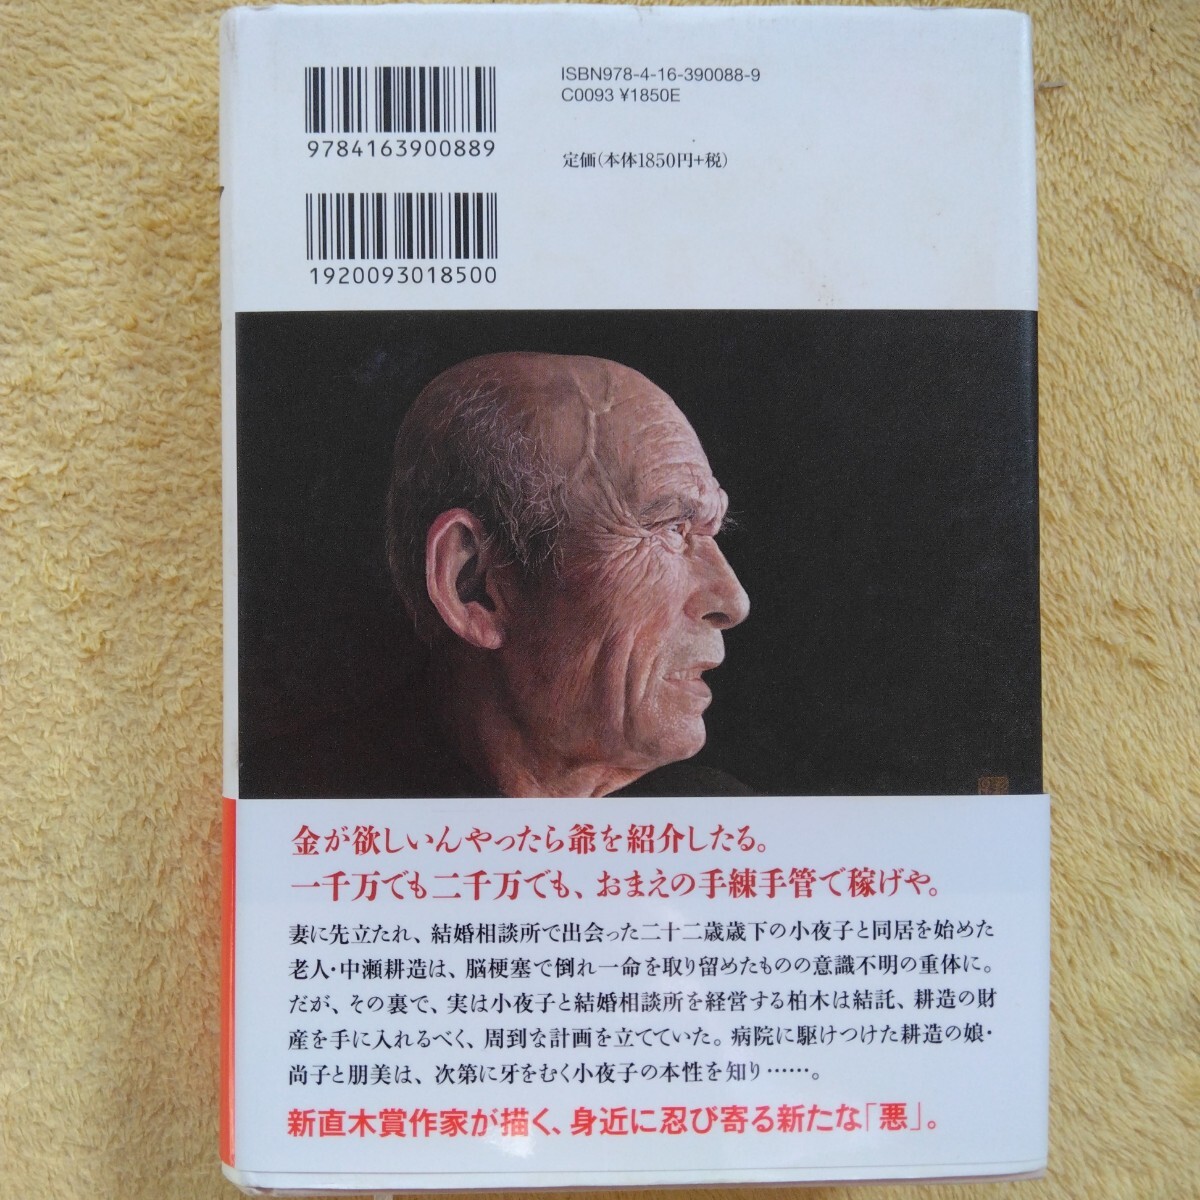 ISBN978-4-16-390088-9
C0093 ¥1850E
9784163900889
定価(本体1850円+税)
1920093018500
金が欲しいんやったら爺を紹介したる。
一千万でも二千万でも、おまえの手練手管で稼げや。
妻に先立たれ、結婚相談所で出会った二十二歳歳下の小夜子と同居を始めた
老人・中瀬耕造は、脳梗塞で倒れ一命を取り留めたものの意識不明の重体に。
だが、その裏で、実は小夜子と結婚相談所を経営する柏木は結託、耕造の財
産を手に入れるべく、周到な計画を立てていた。病院に駆けつけた耕造の娘・
尚子と朋美は、次第に牙をむく小夜子の本性を知り……。
新直木賞作家が描く、身近に忍び寄る新たな「悪」。